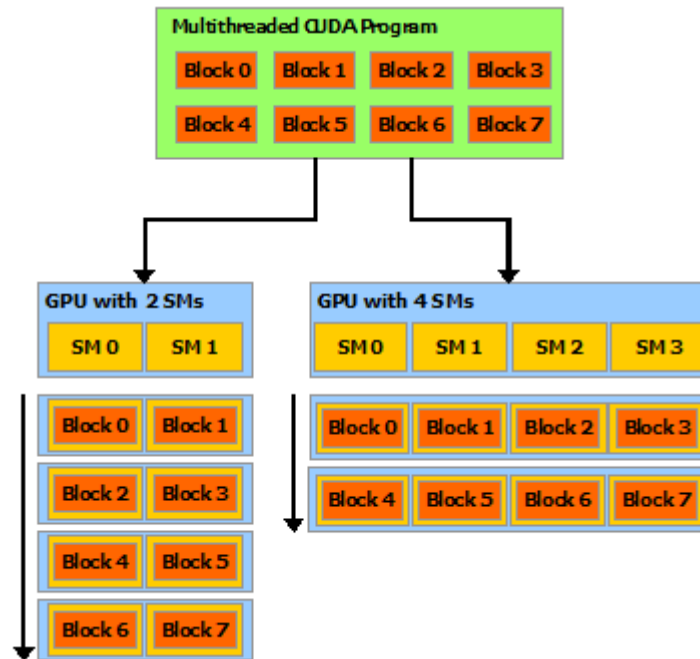 Multithreaded CUDA Program
Block 0 Block 1 Block 2 Block 3
Block 4 Block 5 Block 6 Block 7
GPU with 2 SMs
SM 0 SM 1
Block 0 Block 1
Block 2 Block 3
Block 4 Block 5
Block 6 Block 7
GPU with 4 SMs
SM 0 SM 1 SM 2 SM 3
Block 0 Block 1 Block 2 Block 3
Block 4 Block 5 Block 6 Block 7